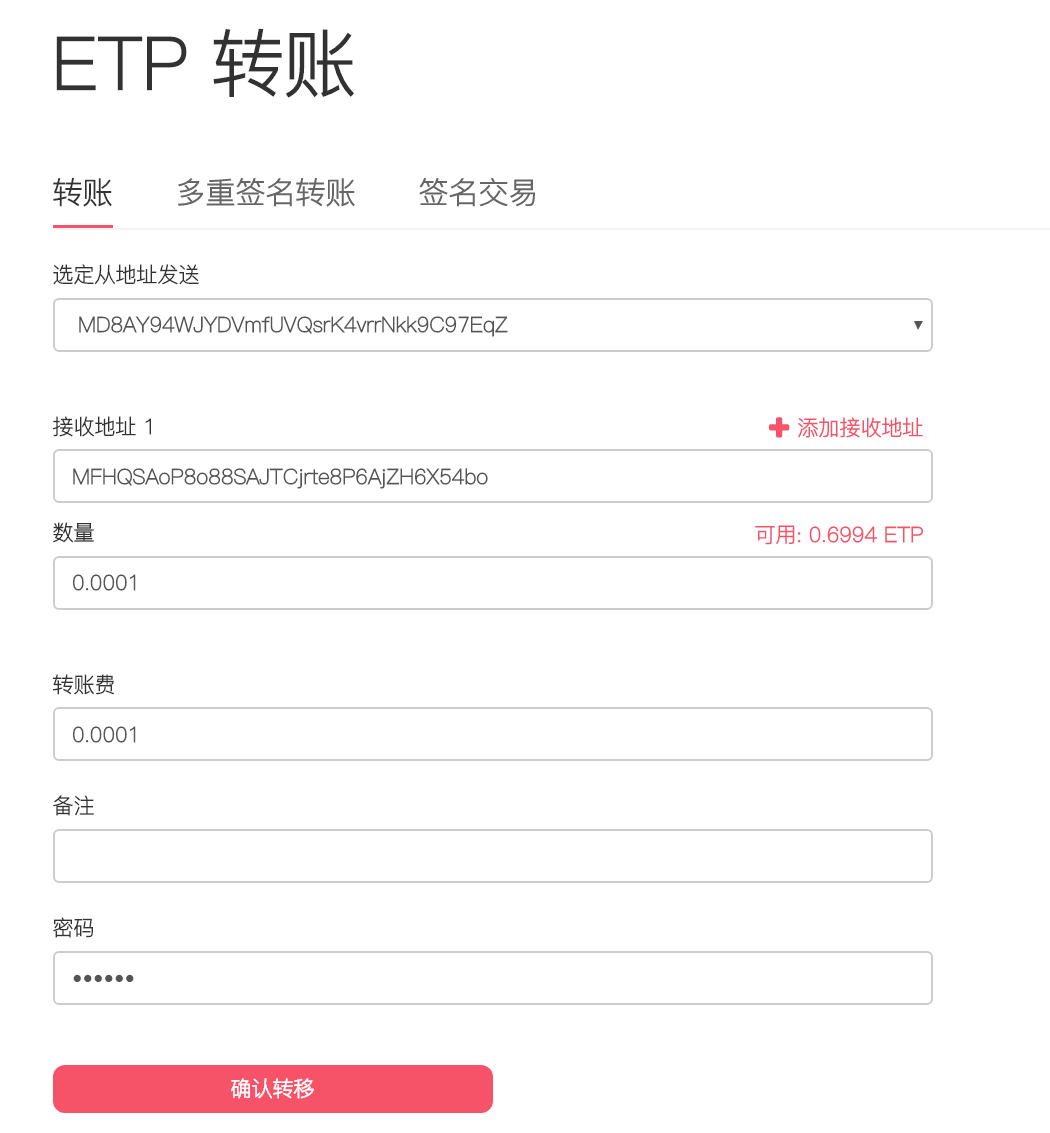 ETP 转账
转账 多重签名转账 签名交易
选定从地址发送
MD8AY94WJYDVmfUVQsrK4vrrNkk9C97EqZ
接收地址 1 添加接收地址
MFHQSAoP8o88SAJTCjrte8P6AjZH6X54bo
数量 可用: 0.6994 ETP
0.0001
转账费
0.0001
备注
密码
••••••
确认转移